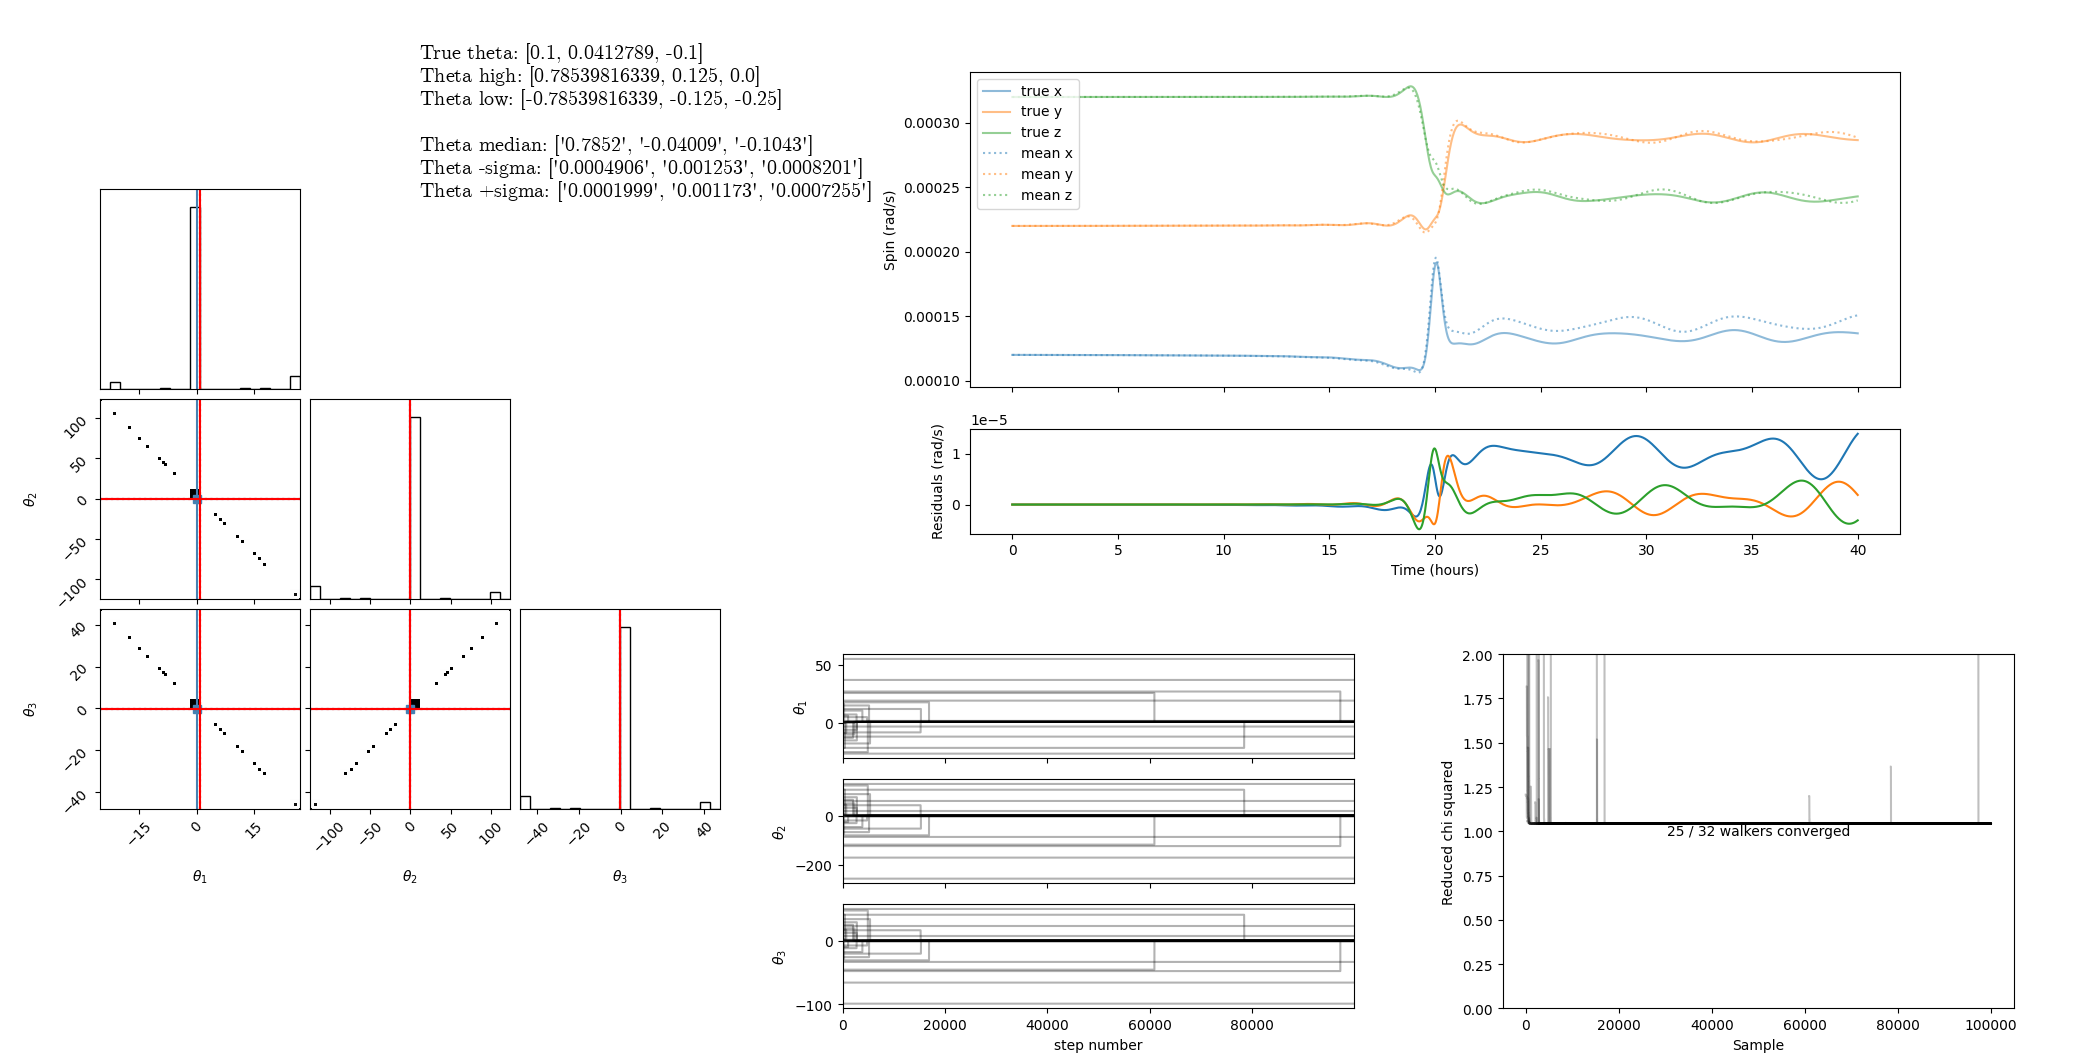 True theta: [0.1, 0.0412789, -0.1]
Theta high: [0.78539816339, 0.125, 0.0]
Theta low: [-0.78539816339, -0.125, -0.25]
Theta median: ['0.7852', '-0.04009', '-0.1043']
Theta -sigma: ['0.0004906', '0.001253', '0.0008201']
Theta +sigma: ['0.0001999', '0.001173', '0.0007255']
θ2
100
50
0
−50
−100
θ3
40
20
0
−20
−40
−15 0 15
θ1
−100 −50 0 50 100
θ2
−40 −20 0 20 40
θ3
Spin (rad/s)
0.00030
0.00025
0.00020
0.00015
0.00010
true x
true y
true z
mean x
mean y
mean z
1e−5
Residuals (rad/s)
1
0
0 5 10 15 20 25 30 35 40
Time (hours)
θ1
50
0
θ2
0
−200
θ3
0
−100
0 20000 40000 60000 80000
step number
Reduced chi squared
2.00
1.75
1.50
1.25
1.00
0.75
0.50
0.25
0.00
25 / 32 walkers converged
0 20000 40000 60000 80000 100000
Sample